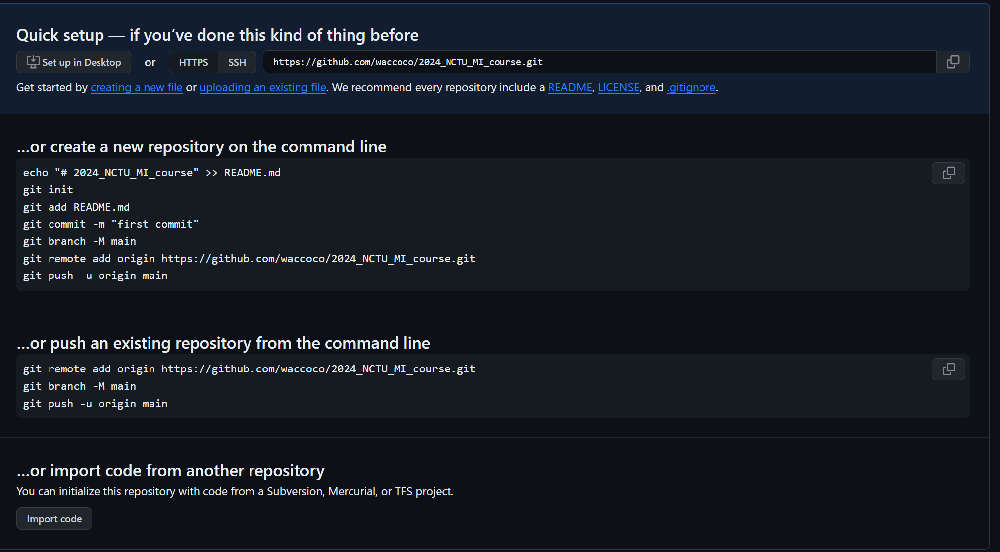 Quick setup — if you’ve done this kind of thing before
Set up in Desktop or HTTPS SSH https://github.com/waccoco/2024_NCTU_MI_course.git
Get started by creating a new file or uploading an existing file. We recommend every repository include a README, LICENSE, and .gitignore.
…or create a new repository on the command line
echo "# 2024_NCTU_MI_course" >> README.md
git init
git add README.md
git commit -m "first commit"
git branch -M main
git remote add origin https://github.com/waccoco/2024_NCTU_MI_course.git
git push -u origin main
…or push an existing repository from the command line
git remote add origin https://github.com/waccoco/2024_NCTU_MI_course.git
git branch -M main
git push -u origin main
…or import code from another repository
You can initialize this repository with code from a Subversion, Mercurial, or TFS project.
Import code